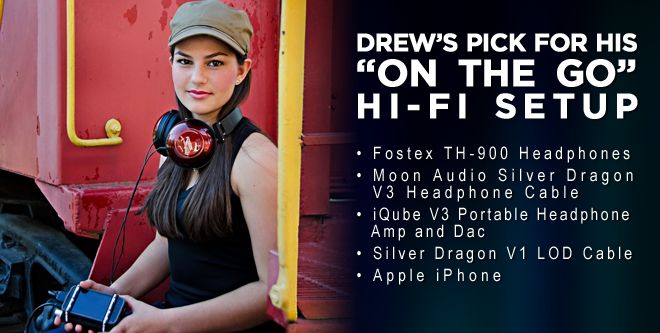 DREW'S PICK FOR HIS
“ON THE GO”
HI-FI SETUP
• Fostex TH-900 Headphones
• Moon Audio Silver Dragon
V3 Headphone Cable
• iQube V3 Portable Headphone
Amp and Dac
• Silver Dragon V1 LOD Cable
• Apple iPhone